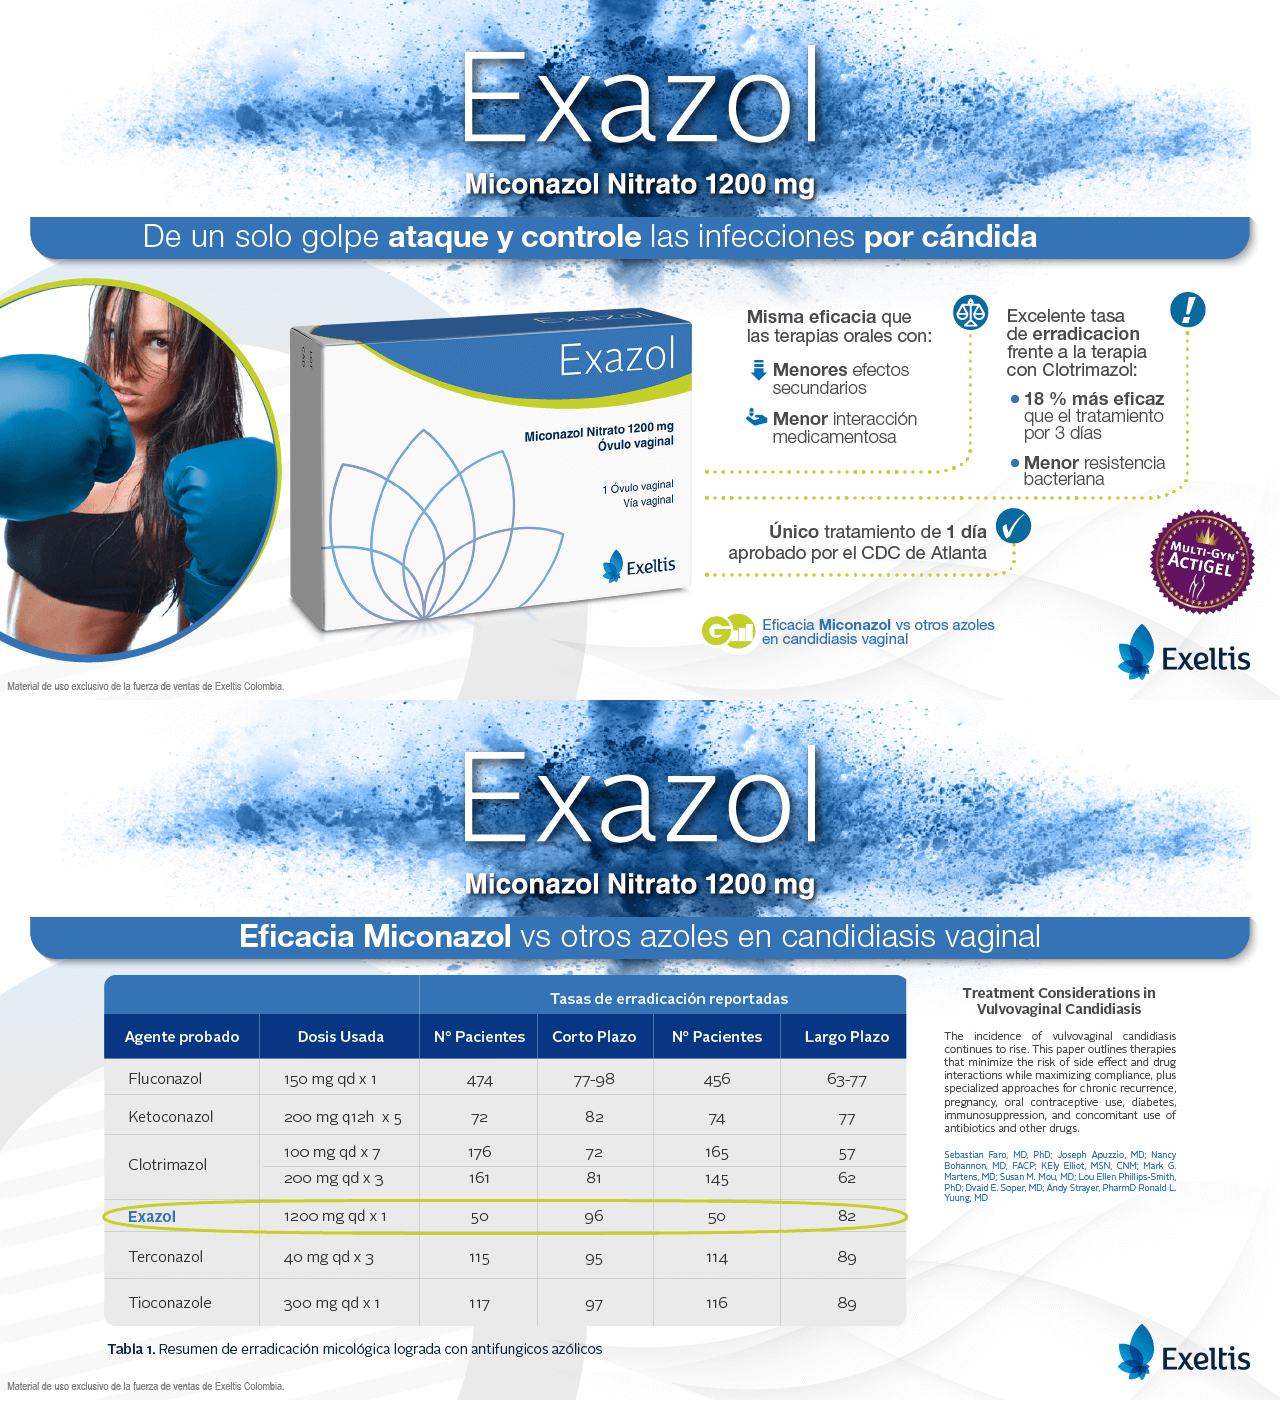 Exazol
Miconazol Nitrato 1200 mg
De un solo golpe ataque y controle las infecciones por cándida
LOT
CAD
Exazol
Exazol
Miconazol Nitrato 1200 mg
Óvulo vaginal
1 Óvulo vaginal
Vía vaginal
Exeltis
Misma eficacia que
las terapias orales con:
Menores efectos
secundarios
Menor interacción
medicamentosa
Excelente tasa
de erradicacion
frente a la terapia
con Clotrimazol:
18 % más eficaz
que el tratamiento
por 3 días
Menor resistencia
bacteriana
Único tratamiento de 1 día
aprobado por el CDC de Atlanta
MULTI-GYN
ACTIGEL
G
Eficacia Miconazol vs otros azoles
en candidiasis vaginal
Exeltis
Material de uso exclusivo de la fuerza de ventas de Exeltis Colombia.
Exazol
Miconazol Nitrato 1200 mg
Eficacia Miconazol vs otros azoles en candidiasis vaginal
Tasas de erradicación reportadas
Agente probado Dosis Usada N° Pacientes Corto Plazo N° Pacientes Largo Plazo
Fluconazol 150 mg qd x 1 474 77-98 456 63-77
Ketoconazol 200 mg q12h x 5 72 82 74 77
Clotrimazol 100 mg qd x 7 176 72 165 57
200 mg qd x 3 161 81 145 62
Exazol 1200 mg qd x 1 50 96 50 82
Terconazol 40 mg qd x 3 115 95 114 89
Tioconazole 300 mg qd x 1 117 97 116 89
Tabla 1. Resumen de erradicación micológica lograda con antifungicos azólicos
Treatment Considerations in
Vulvovaginal Candidiasis
The incidence of vulvovaginal candidiasis
continues to rise. This paper outlines therapies
that minimize the risk of side effect and drug
interactions while maximizing compliance, plus
specialized approaches for chronic recurrence,
pregnancy, oral contraceptive use, diabetes,
immunosuppression, and concomitant use of
antibiotics and other drugs.
Sebastian Faro, MD, PhD; Joseph Apuzzio, MD; Nancy
Bohannon, MD, FACP; KEly Elliot, MSN, CNM; Mark G.
Martens, MD; Susan M. Mou, MD; Lou Ellen Phillips-Smith,
PhD; Dvaid E. Soper, MD; Andy Strayer, PharmD Ronald L.
Yuung, MD
Exeltis
Material de uso exclusivo de la fuerza de ventas de Exeltis Colombia.